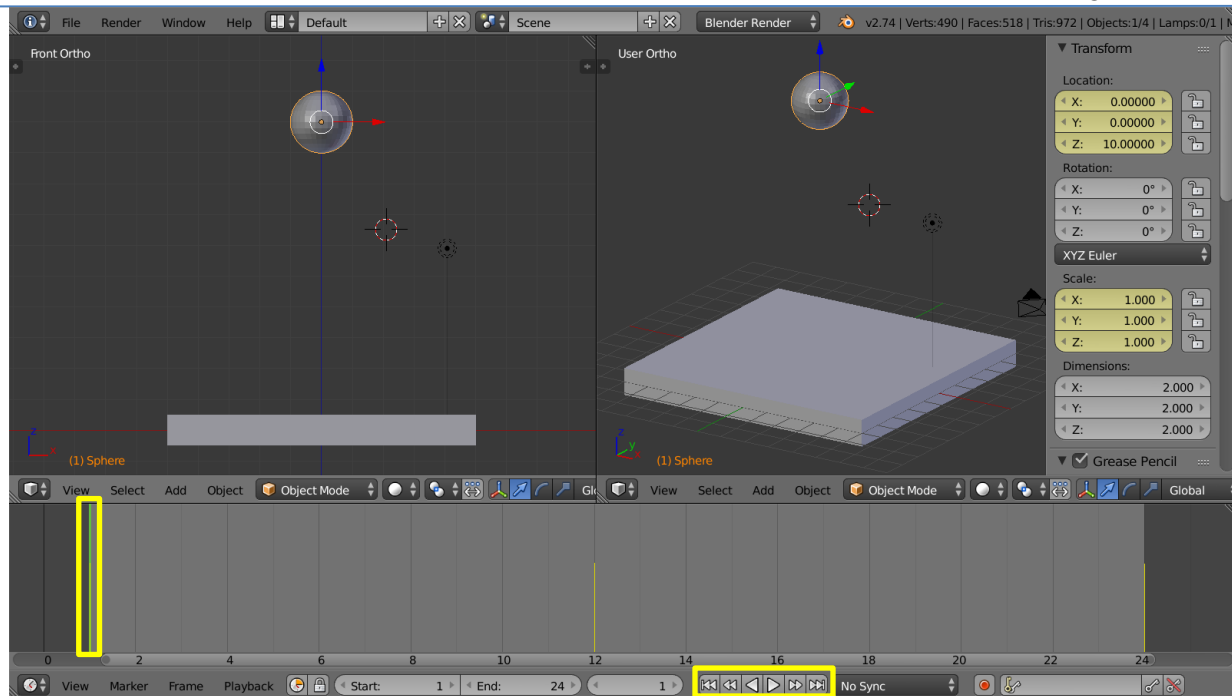 File Render Window Help Default Scene Blender Render v2.74 | Verts:490 | Faces:518 | Tris:972 | Objects:1/4 | Lamps:0/1 |
Front Ortho
User Ortho
Transform
Location:
X: 0.00000
Y: 0.00000
Z: 10.00000
Rotation:
X: 0°
Y: 0°
Z: 0°
XYZ Euler
Scale:
X: 1.000
Y: 1.000
Z: 1.000
Dimensions:
X: 2.000
Y: 2.000
Z: 2.000
Grease Pencil
z
x
(1) Sphere
z
y
x
(1) Sphere
View Select Add Object Object Mode
View Select Add Object Object Mode Global
0 2 4 6 8 10 12 14 16 18 20 22 24
View Marker Frame Playback Start: 1 End: 24 1 No Sync